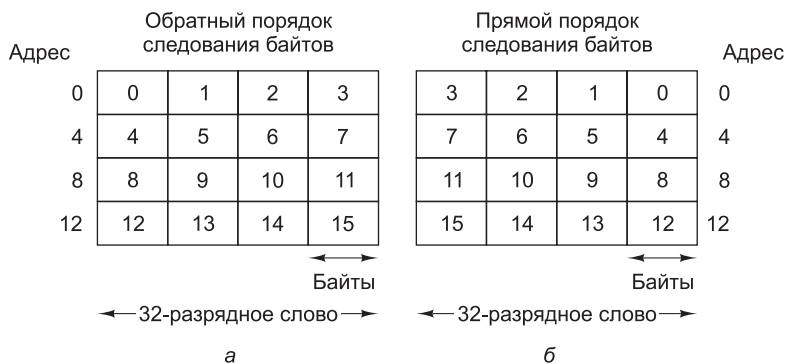 Обратный порядок
следования байтов
Прямой порядок
следования байтов
Адрес
Адрес
0 0 1 2 3
3 2 1 0 0
4 4 5 6 7
7 6 5 4 4
8 8 9 10 11
11 10 9 8 8
12 12 13 14 15
15 14 13 12 12
Байты
Байты
32-разрядное слово
32-разрядное слово
а
б